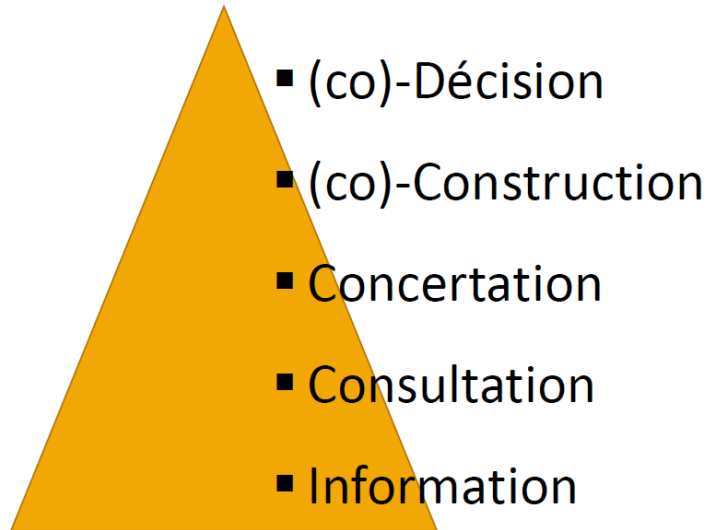 ▪ (co)-Décision
▪ (co)-Construction
▪ Concertation
▪ Consultation
▪ Information